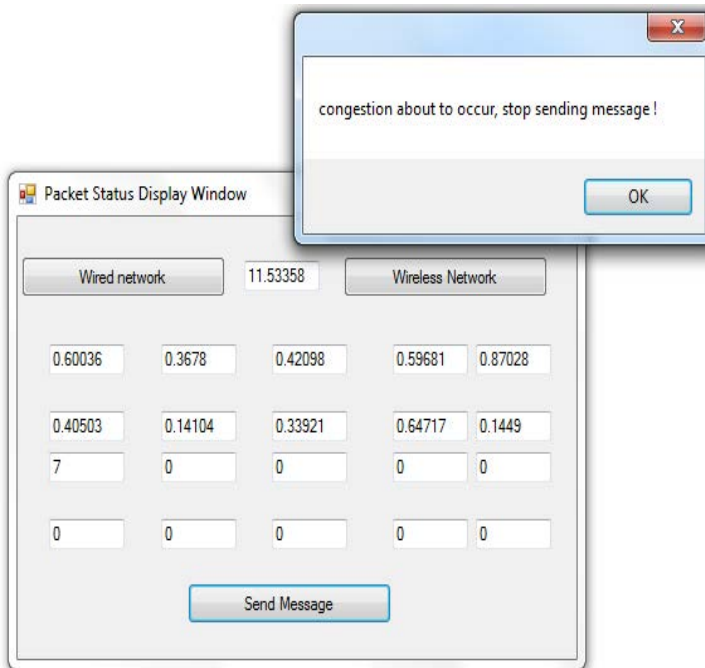 X
congestion about to occur, stop sending message !
OK
Packet Status Display Window
Wired network 11.53358 Wireless Network
0.60036 0.3678 0.42098 0.59681 0.87028
0.40503 0.14104 0.33921 0.64717 0.1449
7 0 0 0 0
0 0 0 0 0
Send Message